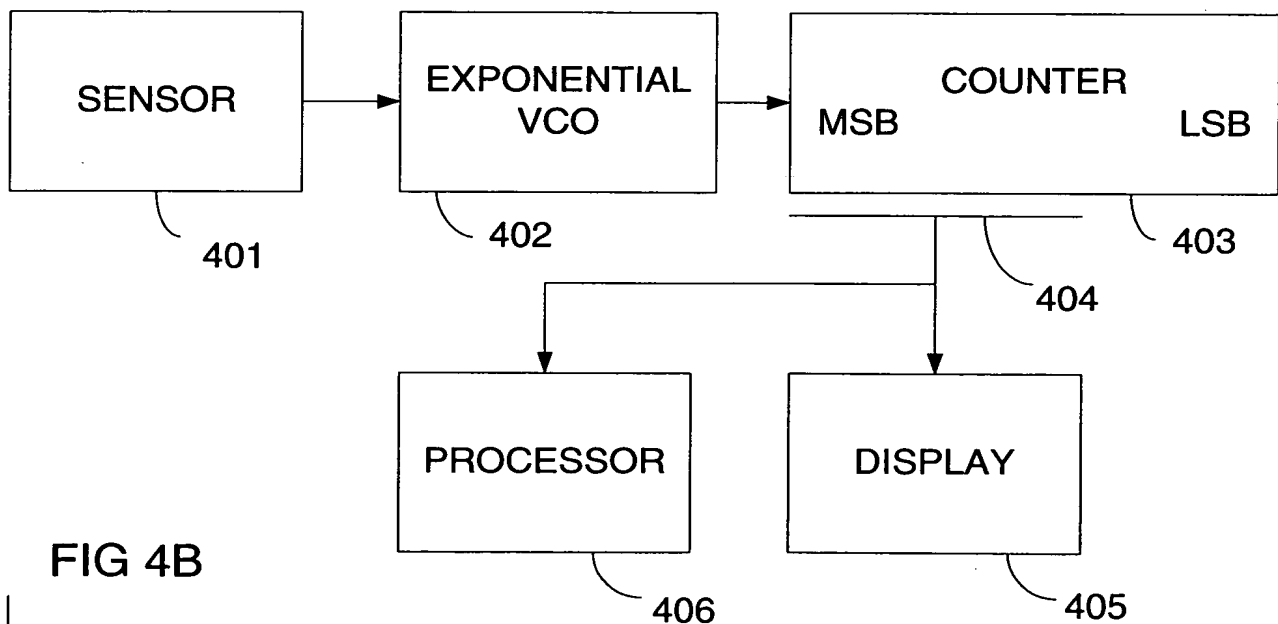 SENSOR
EXPONENTIAL
VCO
COUNTER
MSB LSB
401
402
403
404
PROCESSOR
DISPLAY
FIG 4B
406
405